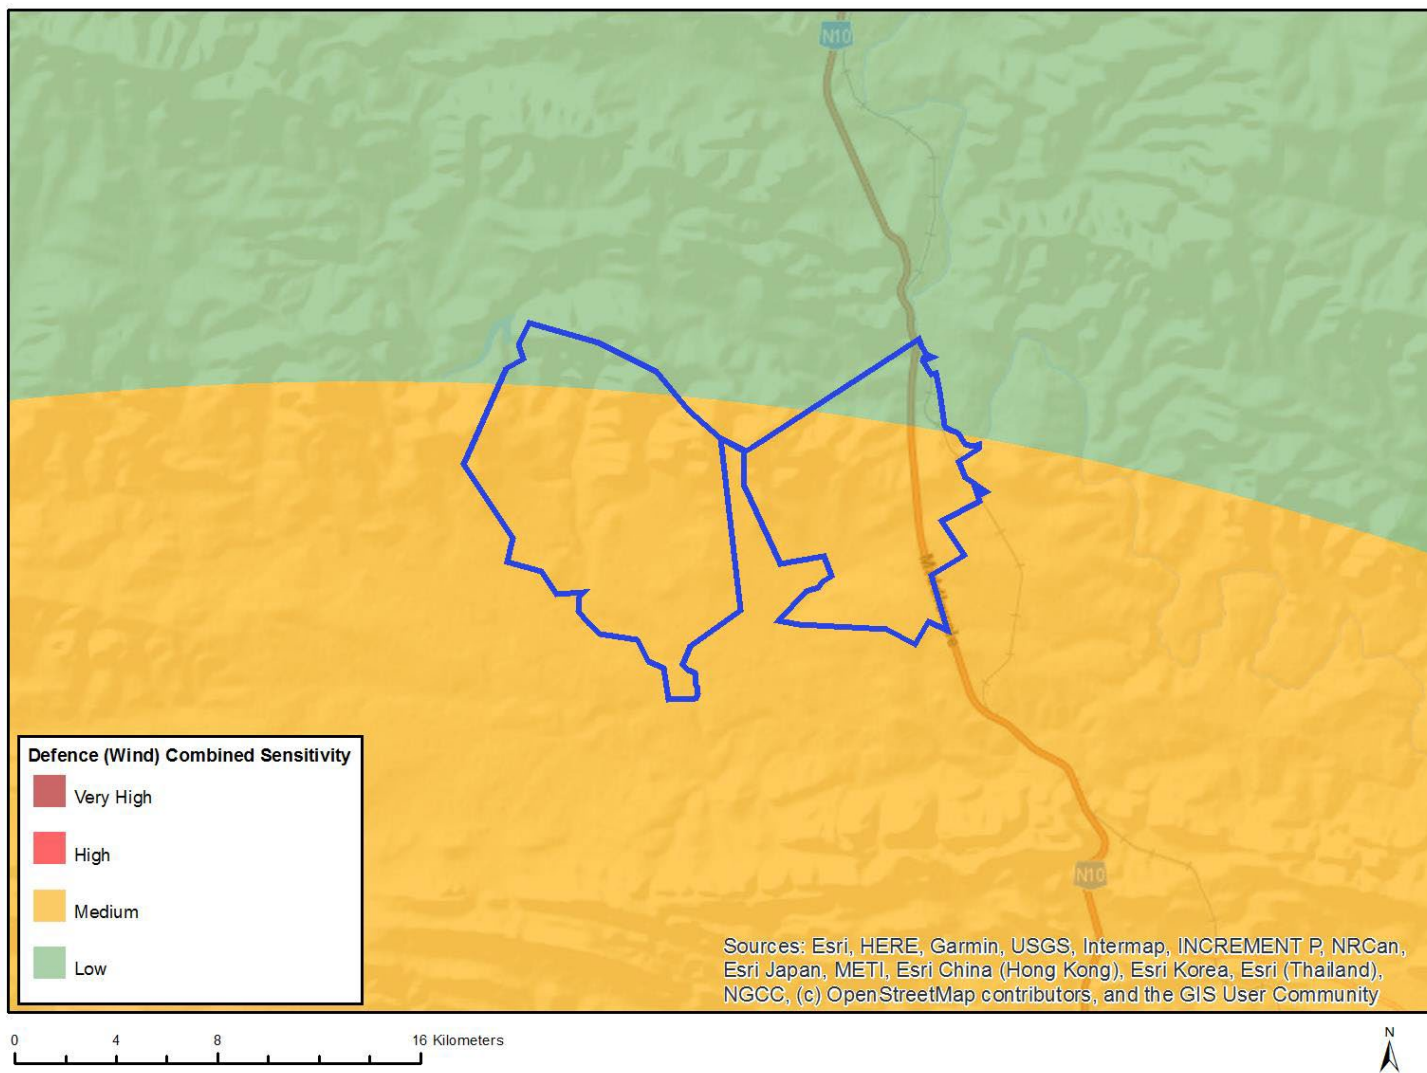 N10
N10
Defence (Wind) Combined Sensitivity
Very High
High
Medium
Low
Sources: Esri, HERE, Garmin, USGS, Intermap, INCREMENT P, NRCan,
Esri Japan, METI, Esri China (Hong Kong), Esri Korea, Esri (Thailand),
NGCC, (c) OpenStreetMap contributors, and the GIS User Community
0 4 8 16 Kilometers
N